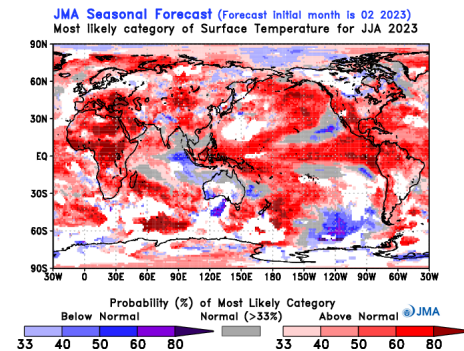 JMA Seasonal Forecast (Forecast initial month is 02 2023)
Most likely category of Surface Temperature for JJA 2023
90N
60N
30N
EQ
30S
60S
90S
30W 0 30E 60E 90E 120E 150E 180 150W 120W 90W 60W 30W
Probability (%) of Most Likely Category
Below Normal Normal (>33%) Above Normal JMA
33 40 50 60 80 33 40 50 60 80